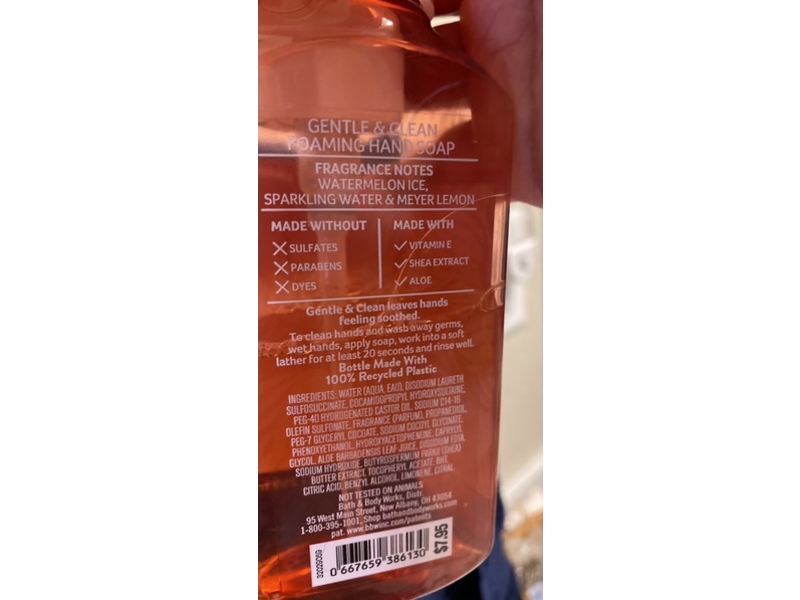 GENTLE & CLEAN
FOAMING HAND SOAP
FRAGRANCE NOTES
WATERMELON ICE,
SPARKLING WATER & MEYER LEMON
MADE WITHOUT MADE WITH
SULFATES VITAMIN E
PARABENS SHEA EXTRACT
DYES ALOE
Gentle & Clean leaves hands
feeling soothed.
To clean hands and wash away germs,
wet hands, apply soap, work into a soft
lather for at least 20 seconds and rinse well.
Bottle Made With
100% Recycled Plastic
INGREDIENTS: WATER (AQUA, EAU), DISODIUM LAURETH
SULFOSUCCINATE, COCAMIDOPROPYL HYDROXYSULTAINE,
PEG-40 HYDROGENATED CASTOR OIL, SODIUM C14-16
OLEFIN SULFONATE, FRAGRANCE (PARFUM), PROPANEDIOL,
PEG-7 GLYCERYL COCOATE, SODIUM COCOYL GLYCINATE,
PHENOXYETHANOL, HYDROXYACETOPHENONE, CAPRYLYL
GLYCOL, ALOE BARBADENSIS LEAF JUICE, DISODIUM EDTA,
SODIUM HYDROXIDE, BUTYROSPERMUM PARKII (SHEA)
BUTTER EXTRACT, TOCOPHERYL ACETATE, BHT,
CITRIC ACID, BENZYL ALCOHOL, LIMONENE, CITRAL.
NOT TESTED ON ANIMALS
Bath & Body Works, Distr.
95 West Main Street, New Albany, OH 43054
1-800-395-1001, Shop bathandbodyworks.com
www.bbwinc.com/patents
$7.95
0 667659 386130